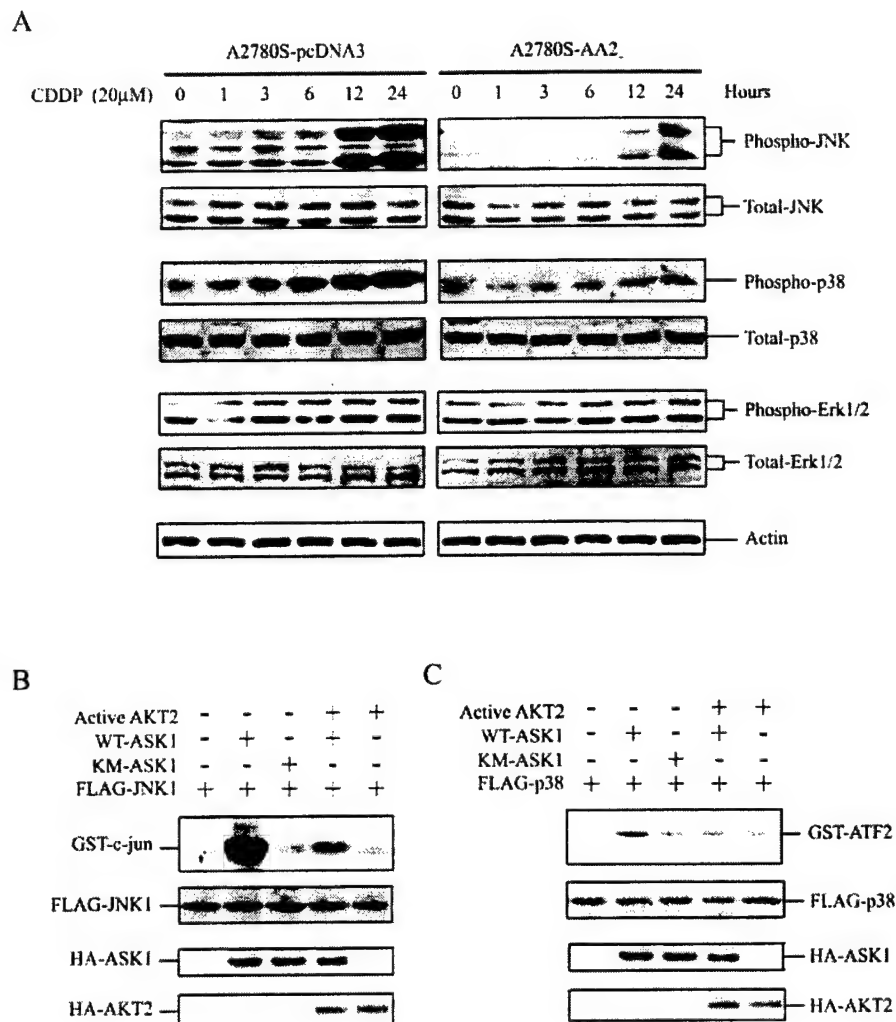 A
A2780S-pcDNA3 A2780S-AA2
CDDP (20µM) 0 1 3 6 12 24 0 1 3 6 12 24 Hours
Phospho-JNK
Total-JNK
Phospho-p38
Total-p38
Phospho-Erk1/2
Total-Erk1/2
Actin
B
Active AKT2 - - - + +
WT-ASK1 - + - + -
KM-ASK1 - - + - -
FLAG-JNK1 + + + + +
GST-c-jun
FLAG-JNK1
HA-ASK1
HA-AKT2
C
Active AKT2 - - - + +
WT-ASK1 - + - + -
KM-ASK1 - - + - -
FLAG-p38 + + + + +
GST-ATF2
FLAG-p38
HA-ASK1
HA-AKT2